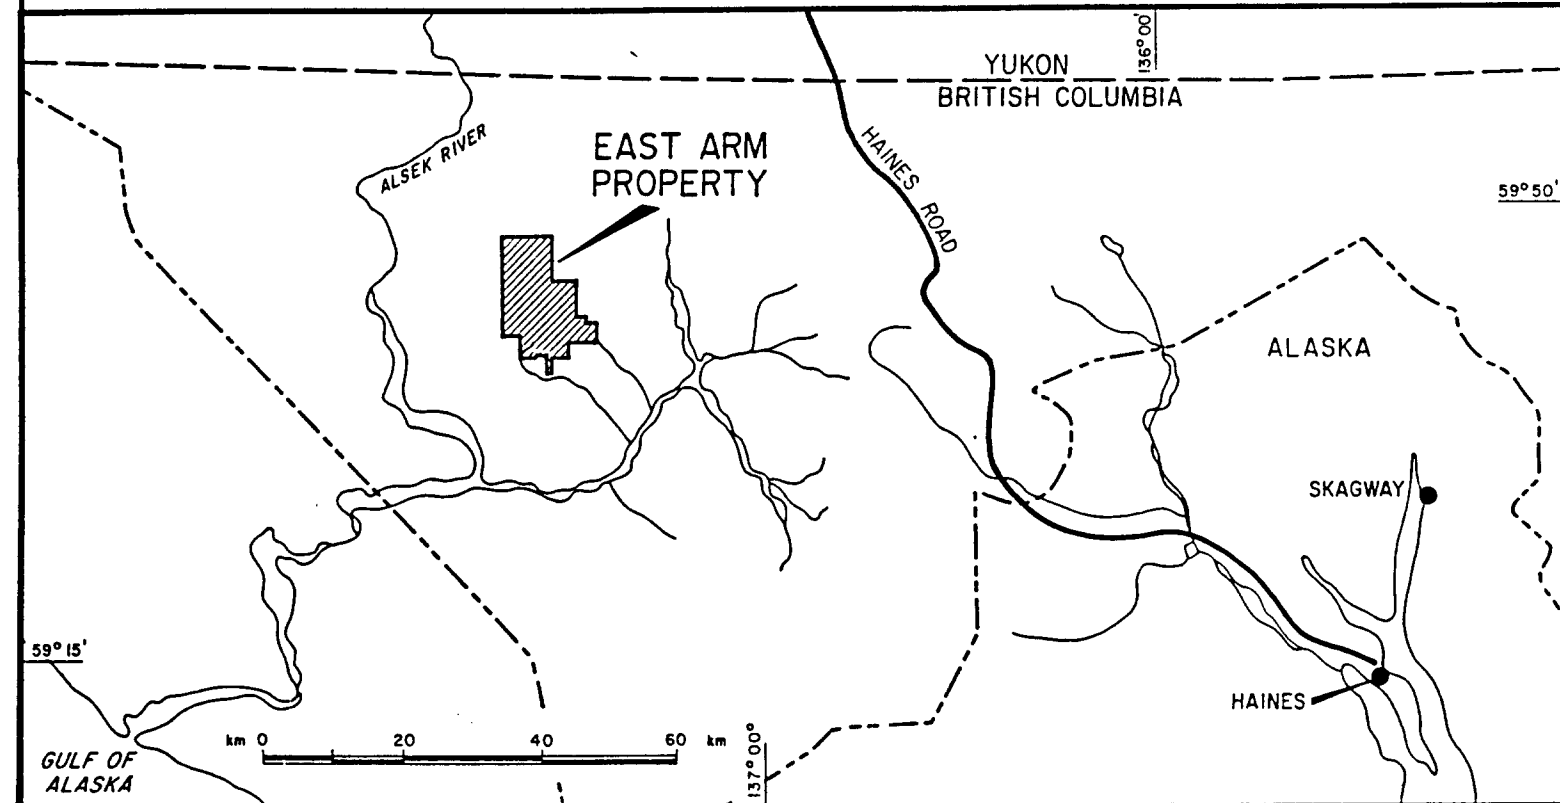 136°00'
YUKON
BRITISH COLUMBIA
ALSEK RIVER
EAST ARM
PROPERTY
HAINES ROAD
59°50'
ALASKA
SKAGWAY
59°15'
HAINES
km 0 20 40 60 km
137°00'
GULF OF
ALASKA